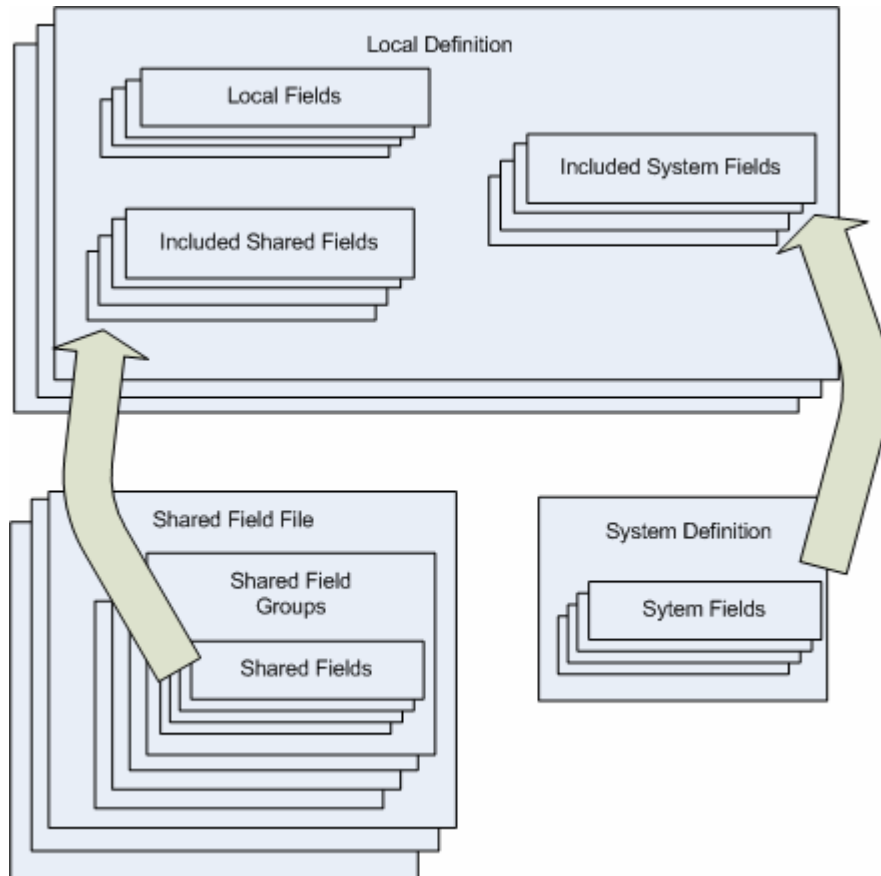 Local Definition
Local Fields
Included System Fields
Included Shared Fields
Shared Field File
System Definition
Shared Field
Groups
Sytem Fields
Shared Fields